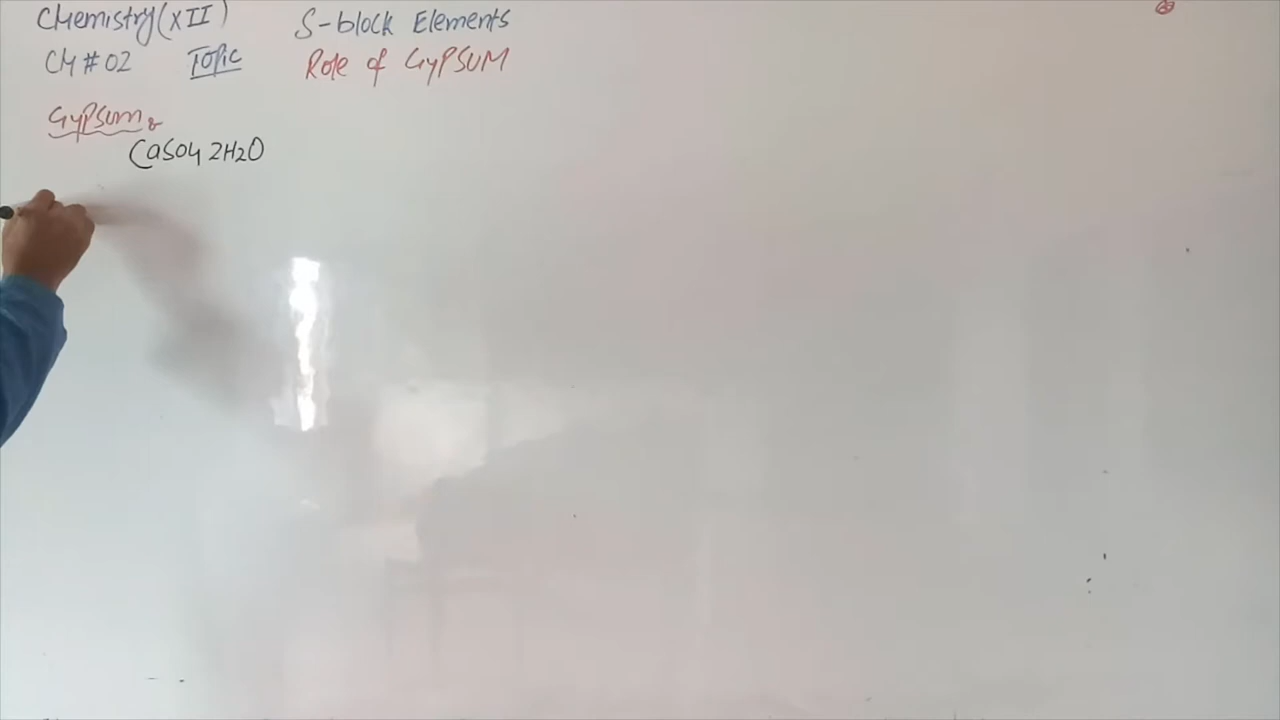 Chemistry(XII) S-block Elements
CH # 02 Topic Role of GyPSUM
GyPSum:
CaSO4 2H2O